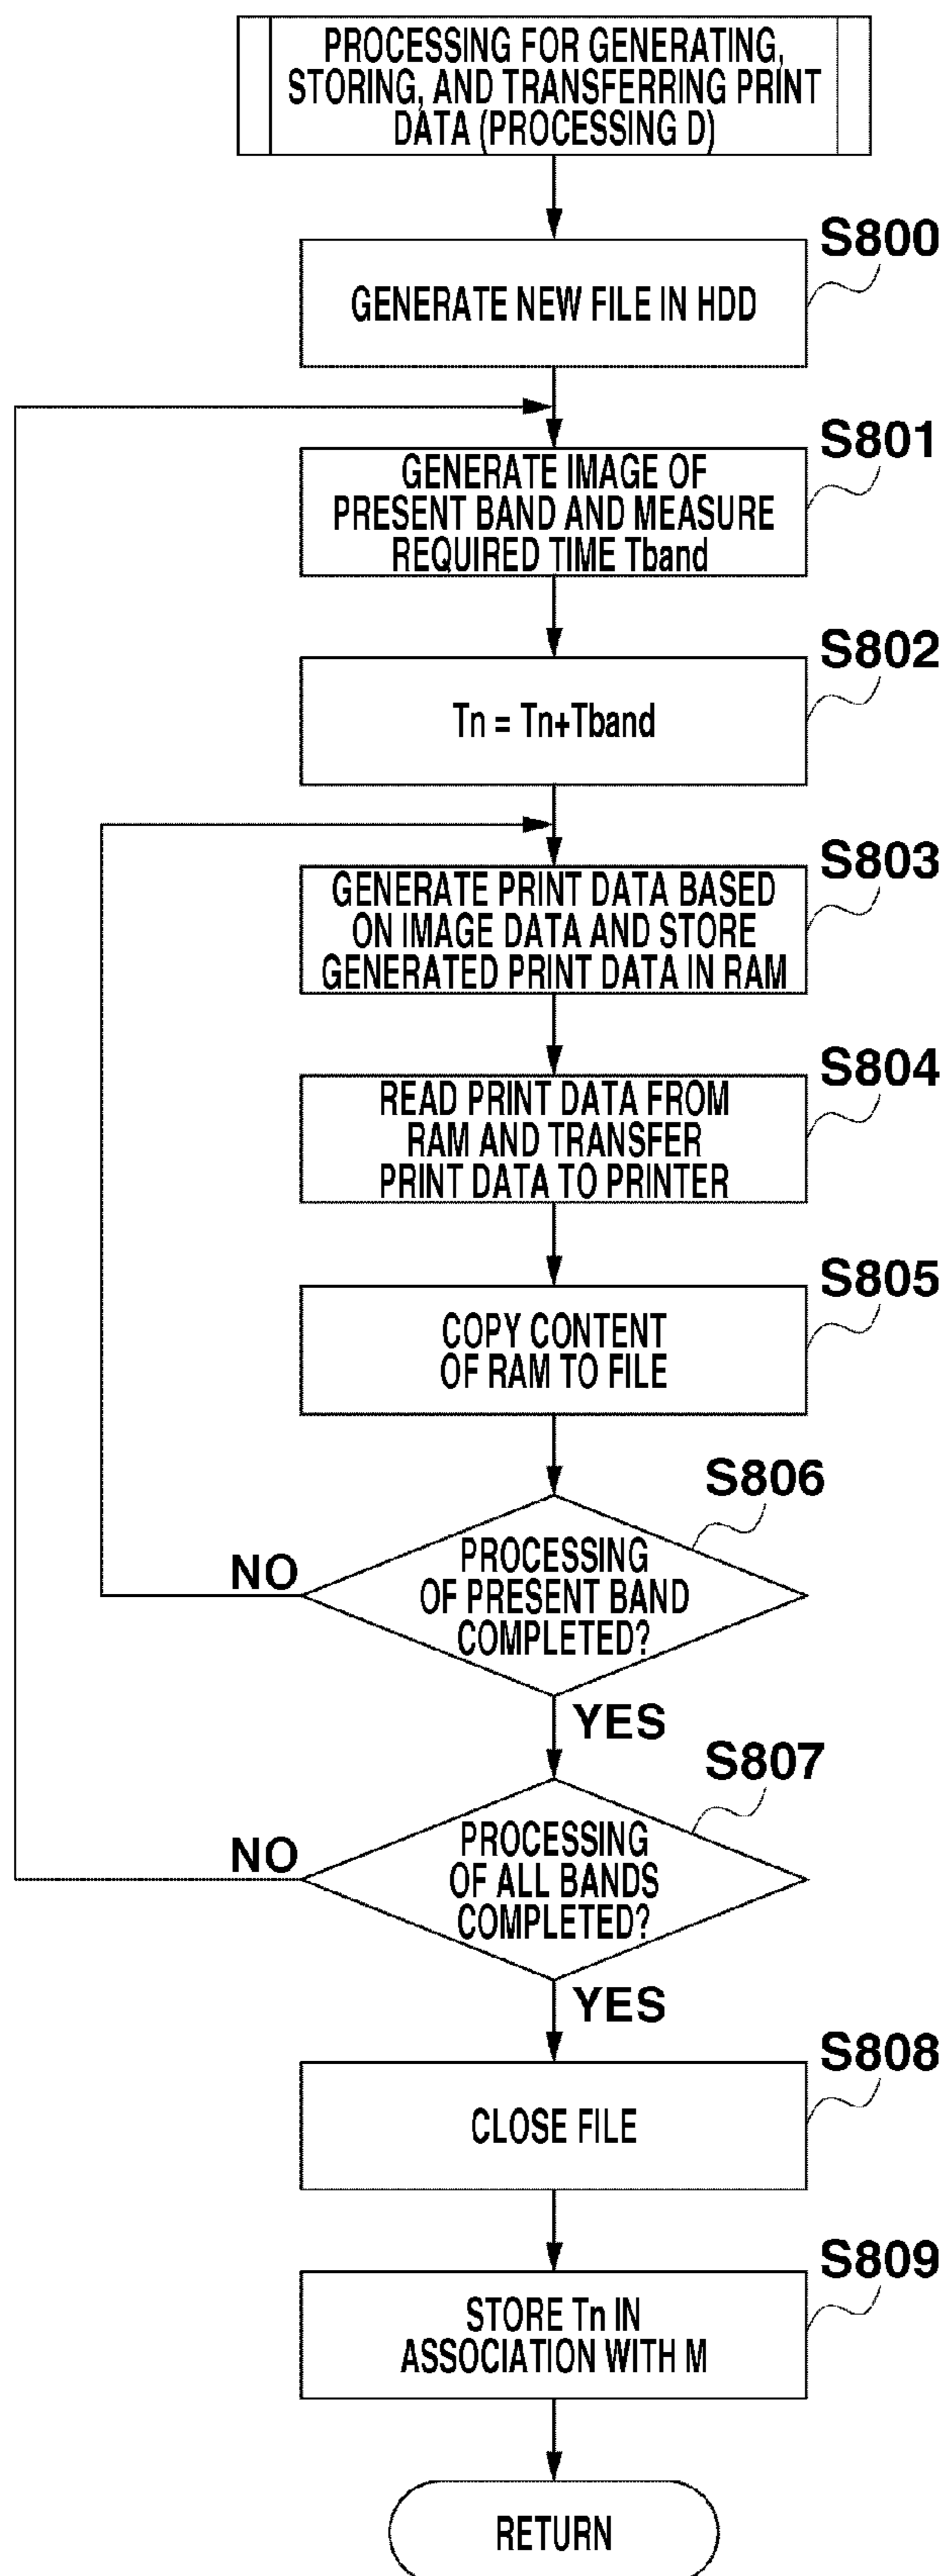 PROCESSING FOR GENERATING,
STORING, AND TRANSFERRING PRINT
DATA (PROCESSING D)
S800
GENERATE NEW FILE IN HDD
S801
GENERATE IMAGE OF
PRESENT BAND AND MEASURE
REQUIRED TIME Tband
S802
Tn = Tn+Tband
S803
GENERATE PRINT DATA BASED
ON IMAGE DATA AND STORE
GENERATED PRINT DATA IN RAM
S804
READ PRINT DATA FROM
RAM AND TRANSFER
PRINT DATA TO PRINTER
S805
COPY CONTENT
OF RAM TO FILE
S806
PROCESSING
OF PRESENT BAND
COMPLETED?
NO
YES
S807
PROCESSING
OF ALL BANDS
COMPLETED?
NO
YES
S808
CLOSE FILE
S809
STORE Tn IN
ASSOCIATION WITH M
RETURN